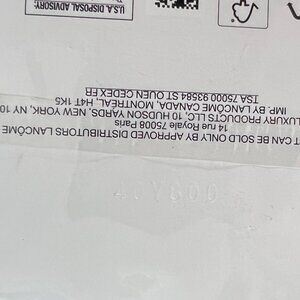 T CAN BE SOLD ONLY BY APPROVED DISTRIBUTORS LANCÔME
14 rue Royale 75008 Paris
LUXURY PRODUCTS LLC, 10 HUDSON YARDS, NEW YORK, NY 10
IMP. BY LANCOME CANADA, MONTRÉAL, H4T 1K5
TSA 75000 93584 ST OUEN CEDEX FR
U.S.A. DISPOSAL ADVISORY: